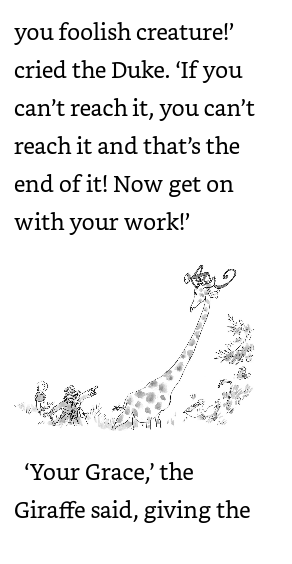 you foolish creature!’
cried the Duke. ‘If you
can’t reach it, you can’t
reach it and that’s the
end of it! Now get on
with your work!’
‘Your Grace,’ the
Giraffe said, giving the